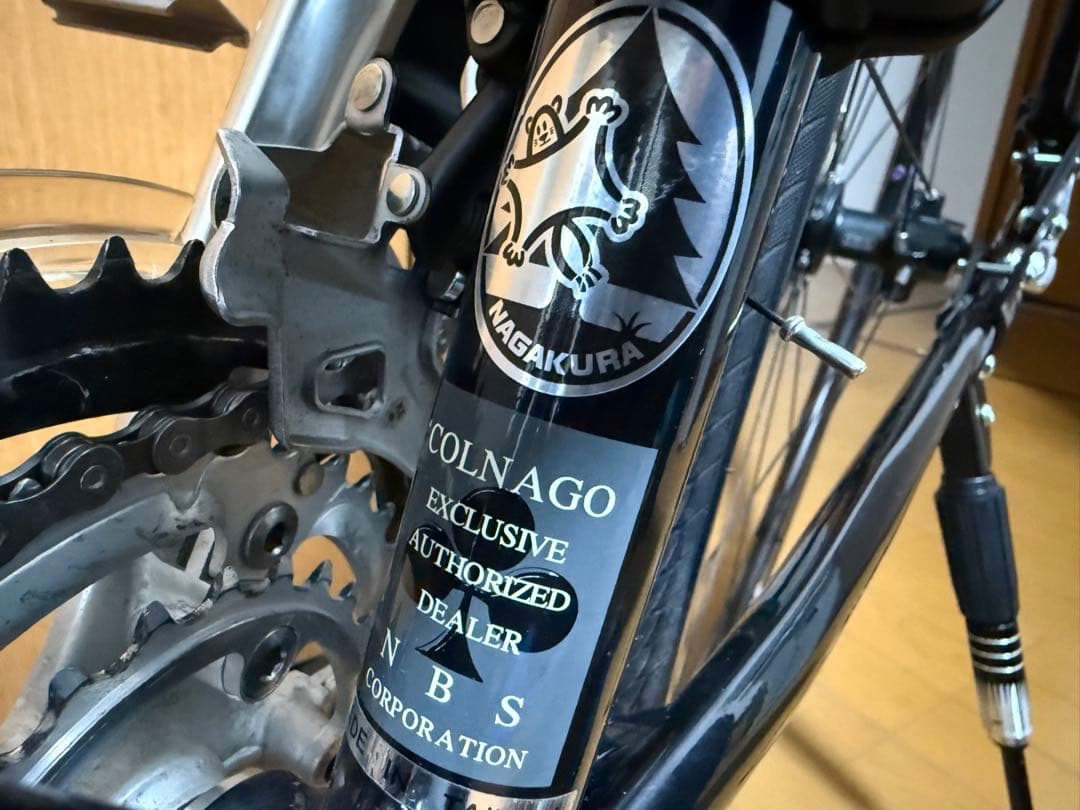 NAGAKURA
COLNAGO
EXCLUSIVE
AUTHORIZED
DEALER
N B S
CORPORATION